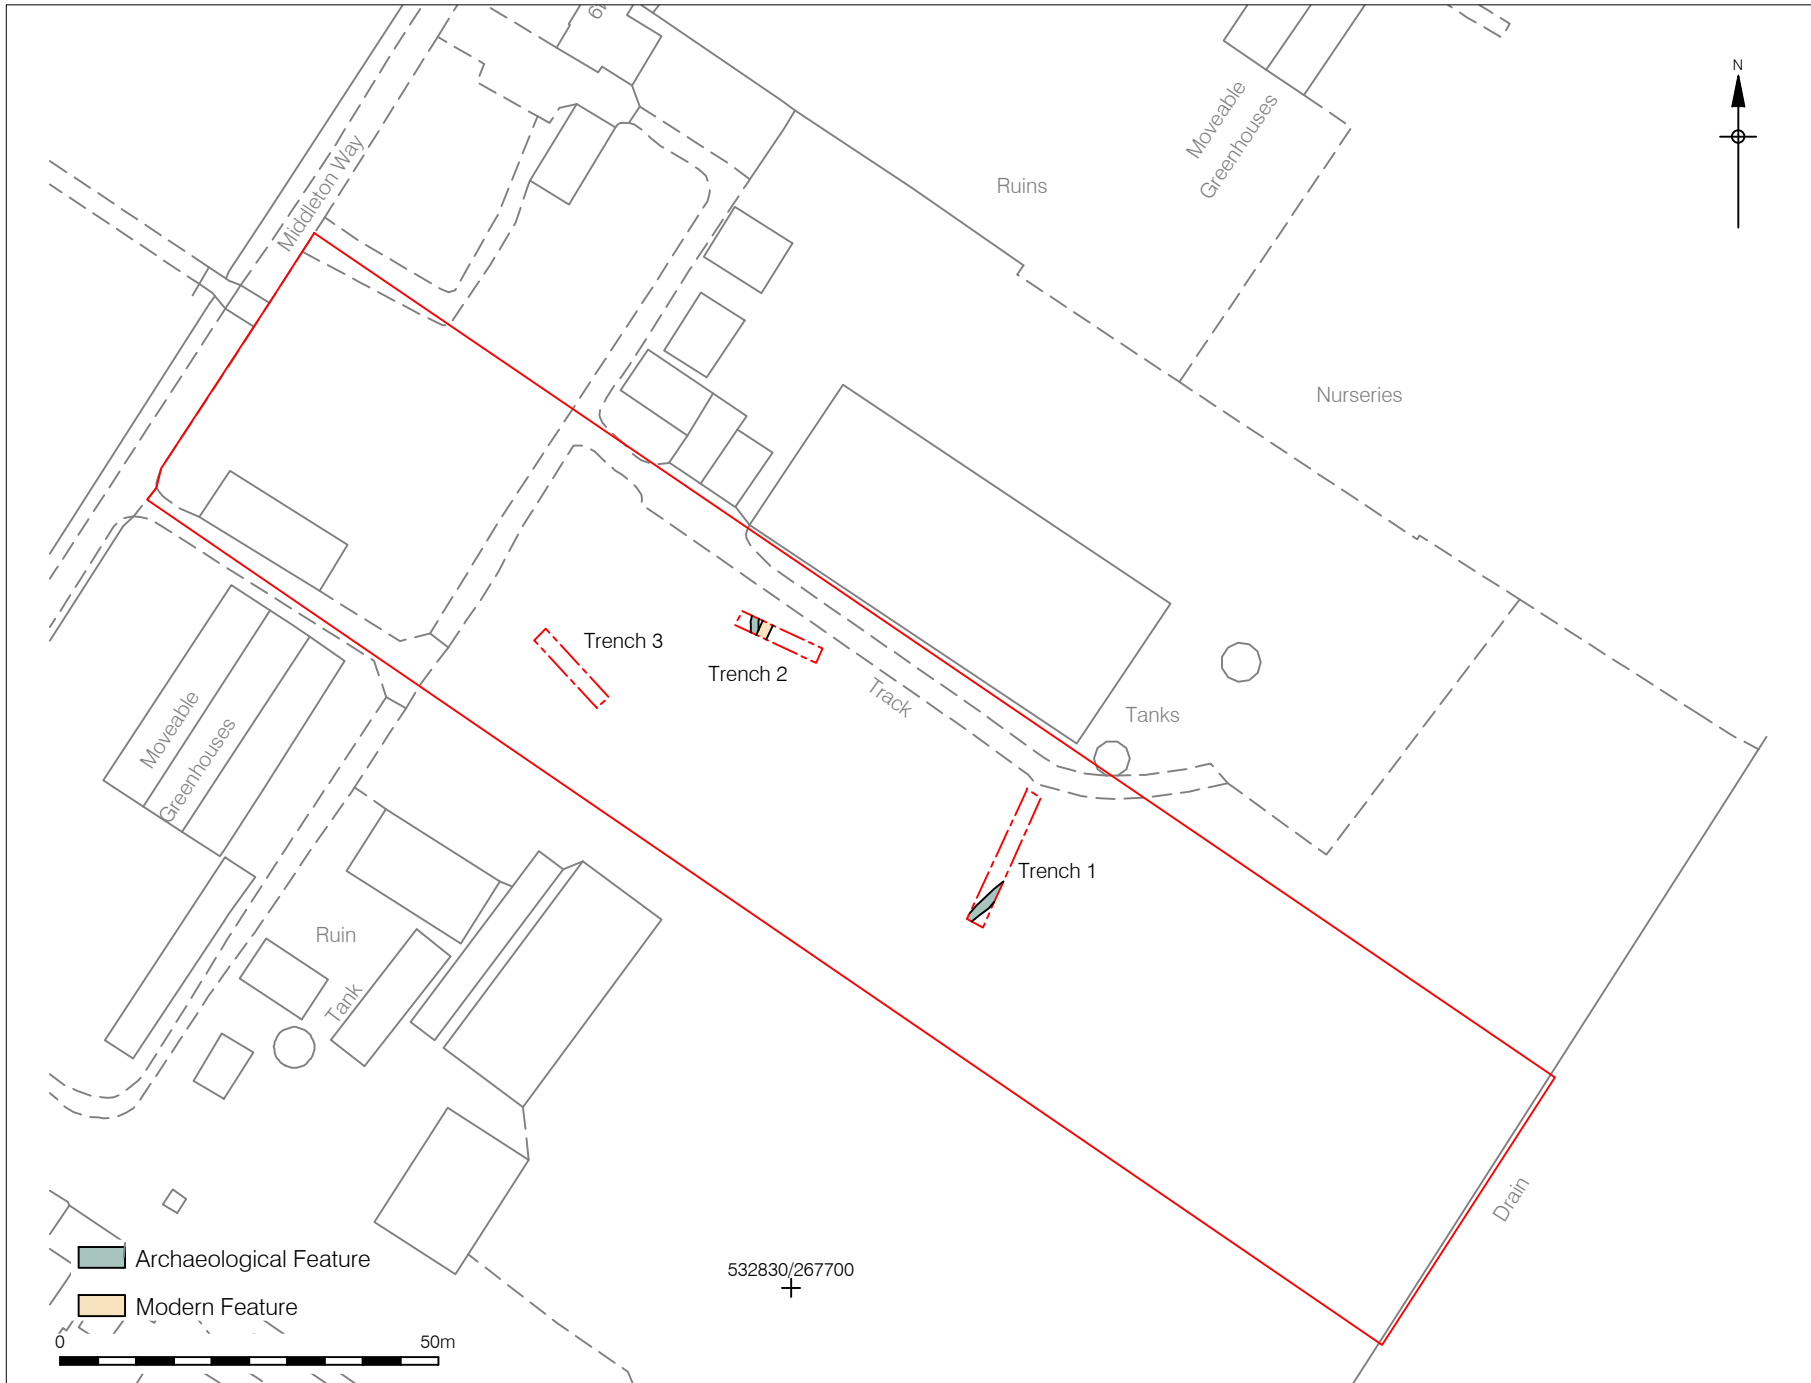 N
Middleton Way
Moveable
Greenhouses
Ruins
Nurseries
Trench 3
Trench 2
Track
Tanks
Moveable
Greenhouses
Trench 1
Ruin
Tank
Drain
Archaeological Feature
532830/267700
Modern Feature
0 50m